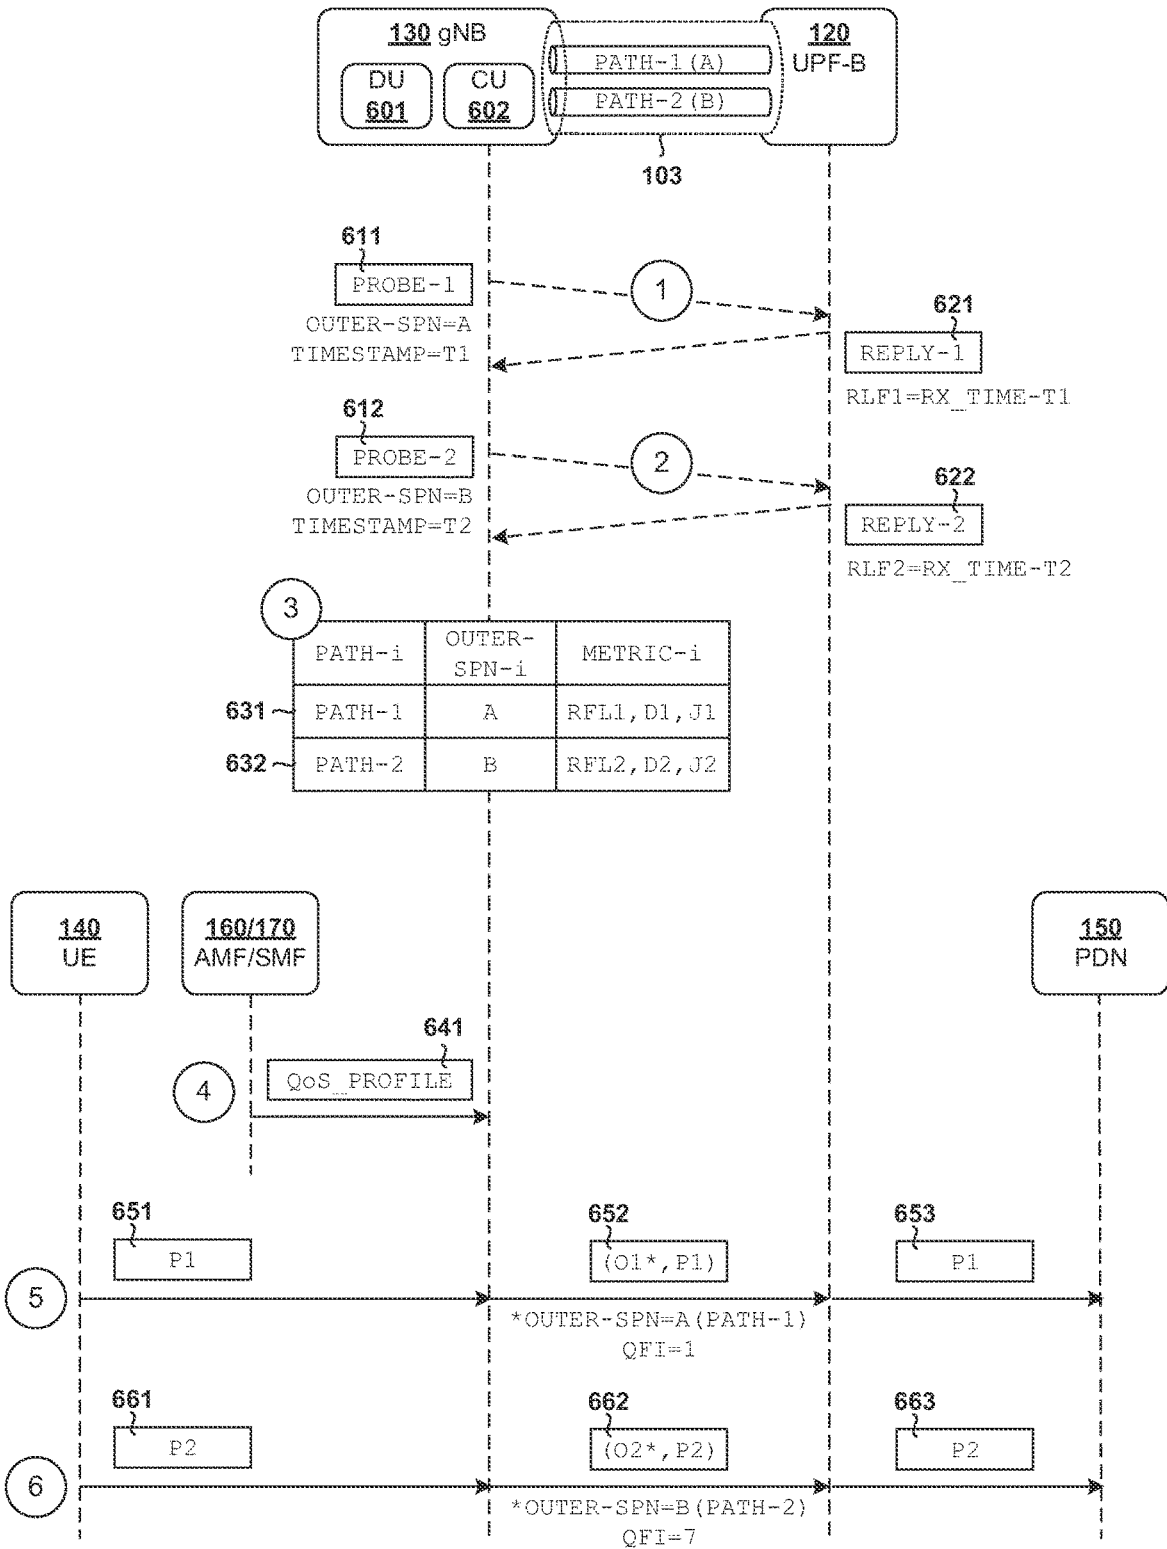 130 gNB
DU
601
CU
602
PATH-1(A)
PATH-2(B)
120
UPF-B
103
611
PROBE-1
OUTER-SPN=A
TIMESTAMP=T1
1
621
REPLY-1
RLF1=RX_TIME-T1
612
PROBE-2
OUTER-SPN=B
TIMESTAMP=T2
2
622
REPLY-2
RLF2=RX_TIME-T2
3
PATH-i
OUTER-
SPN-i
METRIC-i
631
PATH-1
A
RFL1,D1,J1
632
PATH-2
B
RFL2,D2,J2
140
UE
160/170
AMF/SMF
150
PDN
641
4
QoS_PROFILE
651
P1
652
(O1*,P1)
653
P1
5
*OUTER-SPN=A(PATH-1)
QFI=1
661
P2
662
(O2*,P2)
663
P2
6
*OUTER-SPN=B(PATH-2)
QFI=7